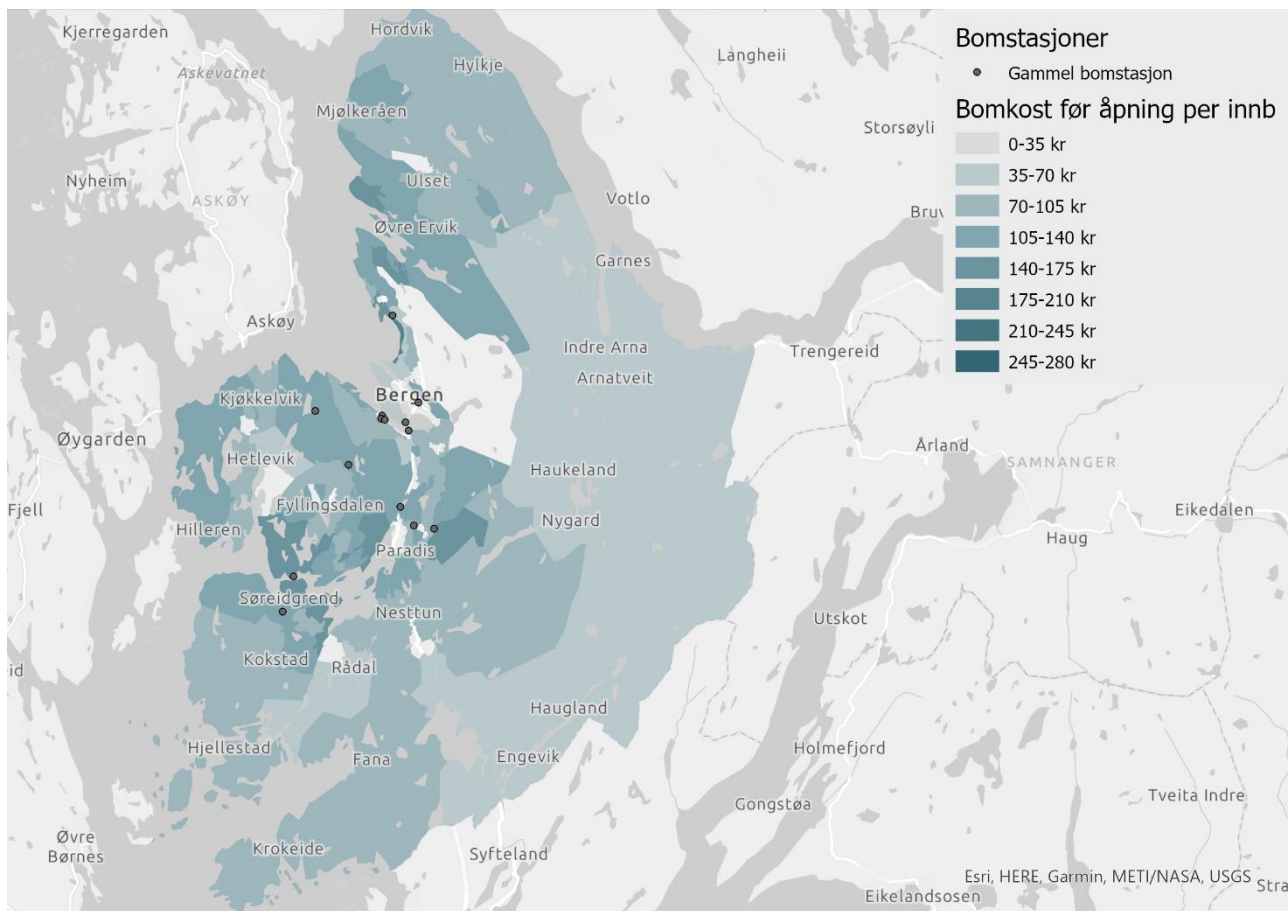 Kjerregarden
Hordvik
Langheii
Askevatnet
Hylkje
Mjølkeråen
Storsøyli
Nyheim
ASKØY
Ulset
Votlo
Bruv
Øvre Ervik
Garnes
Askøy
Indre Arna
Trengereid
Arnatveit
Bergen
Kjøkkelvik
Øygarden
Årland
Hetlevik
Haukeland
SAMNANGER
Fjell
Fyllingsdalen
Eikedalen
Hilleren
Nygard
Haug
Paradis
Søreidgrend
Nesttun
Utskot
Kokstad
Rådal
id
Haugland
Hjellestad
Fana
Engevik
Holmefjord
Gongstøa
Tveita Indre
Øvre
Børnes
Krokeide
Syfteland
Eikelandsosen
Stra
Bomstasjoner
Gammel bomstasjon
Bomkost før åpning per innb
0-35 kr
35-70 kr
70-105 kr
105-140 kr
140-175 kr
175-210 kr
210-245 kr
245-280 kr
Esri, HERE, Garmin, METI/NASA, USGS